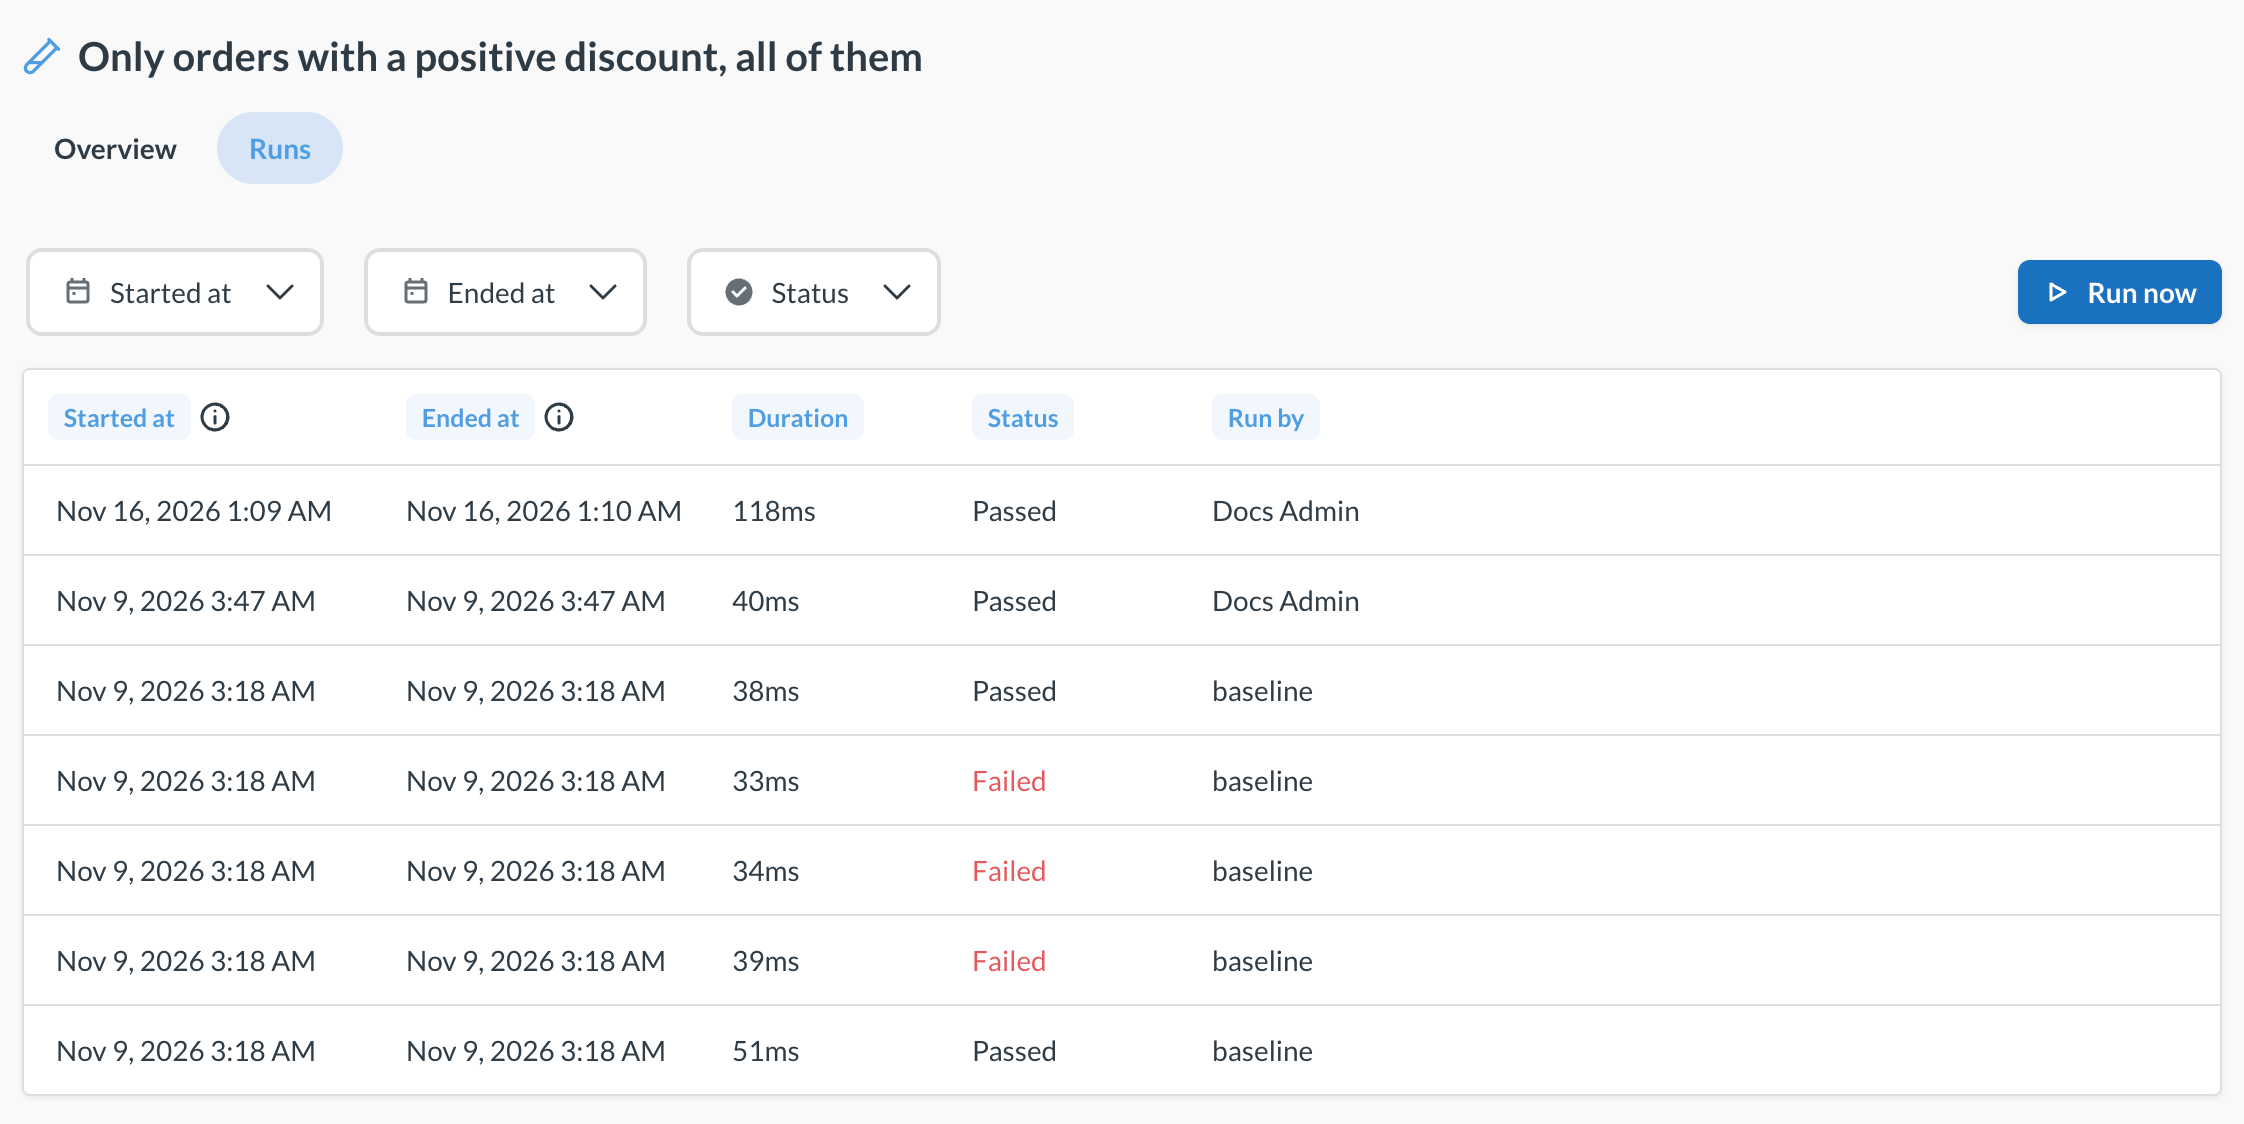 Only orders with a positive discount, all of them
Overview Runs
Started at Ended at Status Run now
Started at Ended at Duration Status Run by
Nov 16, 2026 1:09 AM Nov 16, 2026 1:10 AM 118ms Passed Docs Admin
Nov 9, 2026 3:47 AM Nov 9, 2026 3:47 AM 40ms Passed Docs Admin
Nov 9, 2026 3:18 AM Nov 9, 2026 3:18 AM 38ms Passed baseline
Nov 9, 2026 3:18 AM Nov 9, 2026 3:18 AM 33ms Failed baseline
Nov 9, 2026 3:18 AM Nov 9, 2026 3:18 AM 34ms Failed baseline
Nov 9, 2026 3:18 AM Nov 9, 2026 3:18 AM 39ms Failed baseline
Nov 9, 2026 3:18 AM Nov 9, 2026 3:18 AM 51ms Passed baseline